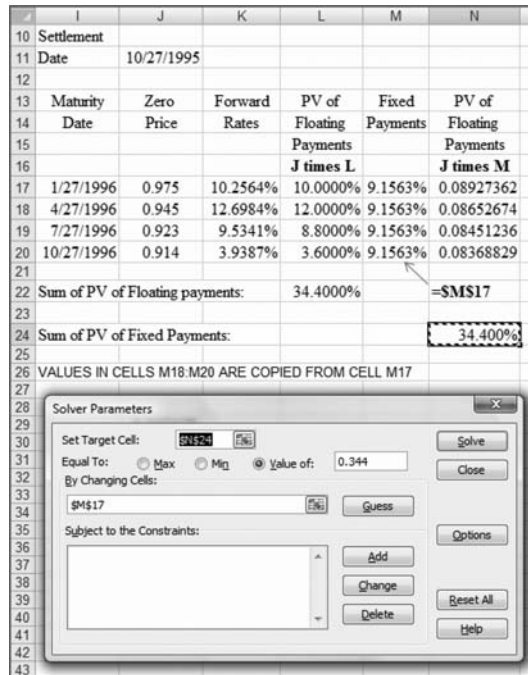 I J K L M N
10 Settlement
11 Date 10/27/1995
12
13 Maturity Zero Forward PV of Fixed PV of
14 Date Price Rates Floating Payments Floating
15 Payments Payments
16 J times L J times M
17 1/27/1996 0.975 10.2564% 10.0000% 9.1563% 0.08927362
18 4/27/1996 0.945 12.6984% 12.0000% 9.1563% 0.08652674
19 7/27/1996 0.923 9.5341% 8.8000% 9.1563% 0.08451236
20 10/27/1996 0.914 3.9387% 3.6000% 9.1563% 0.08368829
21
22 Sum of PV of Floating payments: 34.4000% =$M$17
23
24 Sum of PV of Fixed Payments: 34.400%
25
26 VALUES IN CELLS M18:M20 ARE COPIED FROM CELL M17
27
28 Solver Parameters
29
30 Set Target Cell: $N$24 Solve
31 Equal To: Max Min Value of: 0.344 Close
32 By Changing Cells:
33
34 $M$17 Guess
35 Subject to the Constraints: Options
36
37 Add
38 Change
39 Reset All
40 Delete
41 Help
42
43